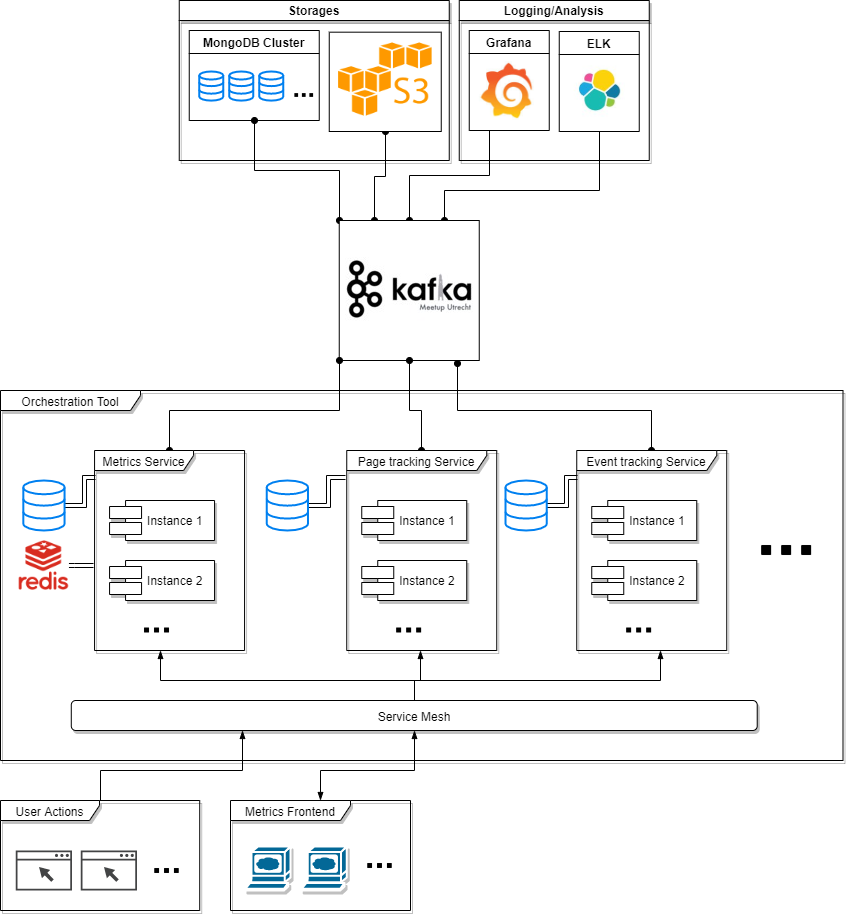 Storages
Logging/Analysis
MongoDB Cluster
...
S3
Grafana
ELK
kafka
Meetup Utrecht
Orchestration Tool
Metrics Service
Page tracking Service
Event tracking Service
Instance 1
Instance 1
Instance 1
redis
Instance 2
Instance 2
Instance 2
...
...
...
...
Service Mesh
User Actions
Metrics Frontend
...
...